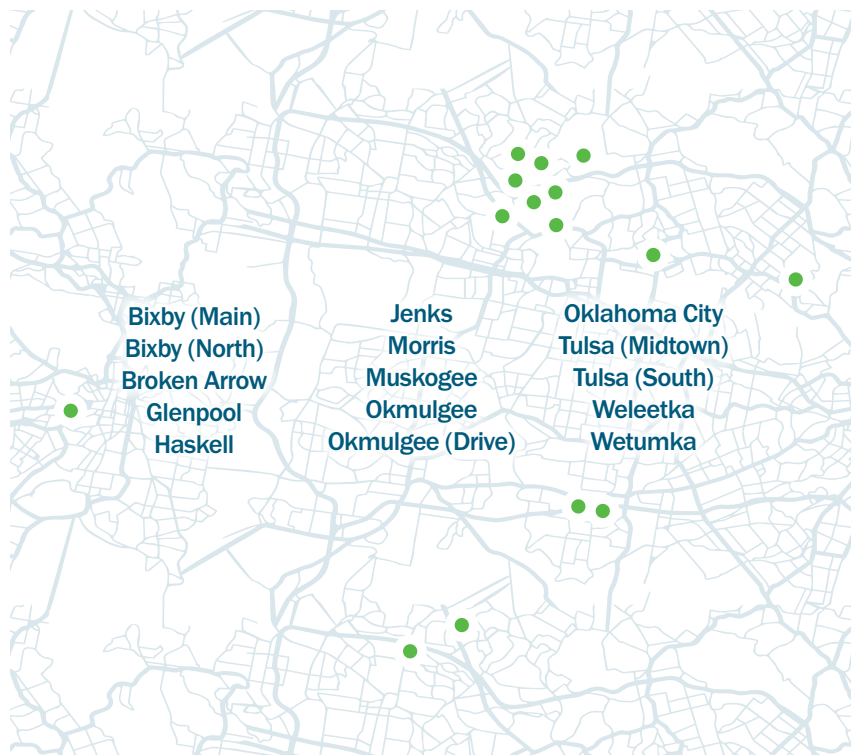 Bixby (Main)
Bixby (North)
Broken Arrow
Glenpool
Haskell
Jenks
Morris
Muskogee
Okmulgee
Okmulgee (Drive)
Oklahoma City
Tulsa (Midtown)
Tulsa (South)
Weleetka
Wetumka